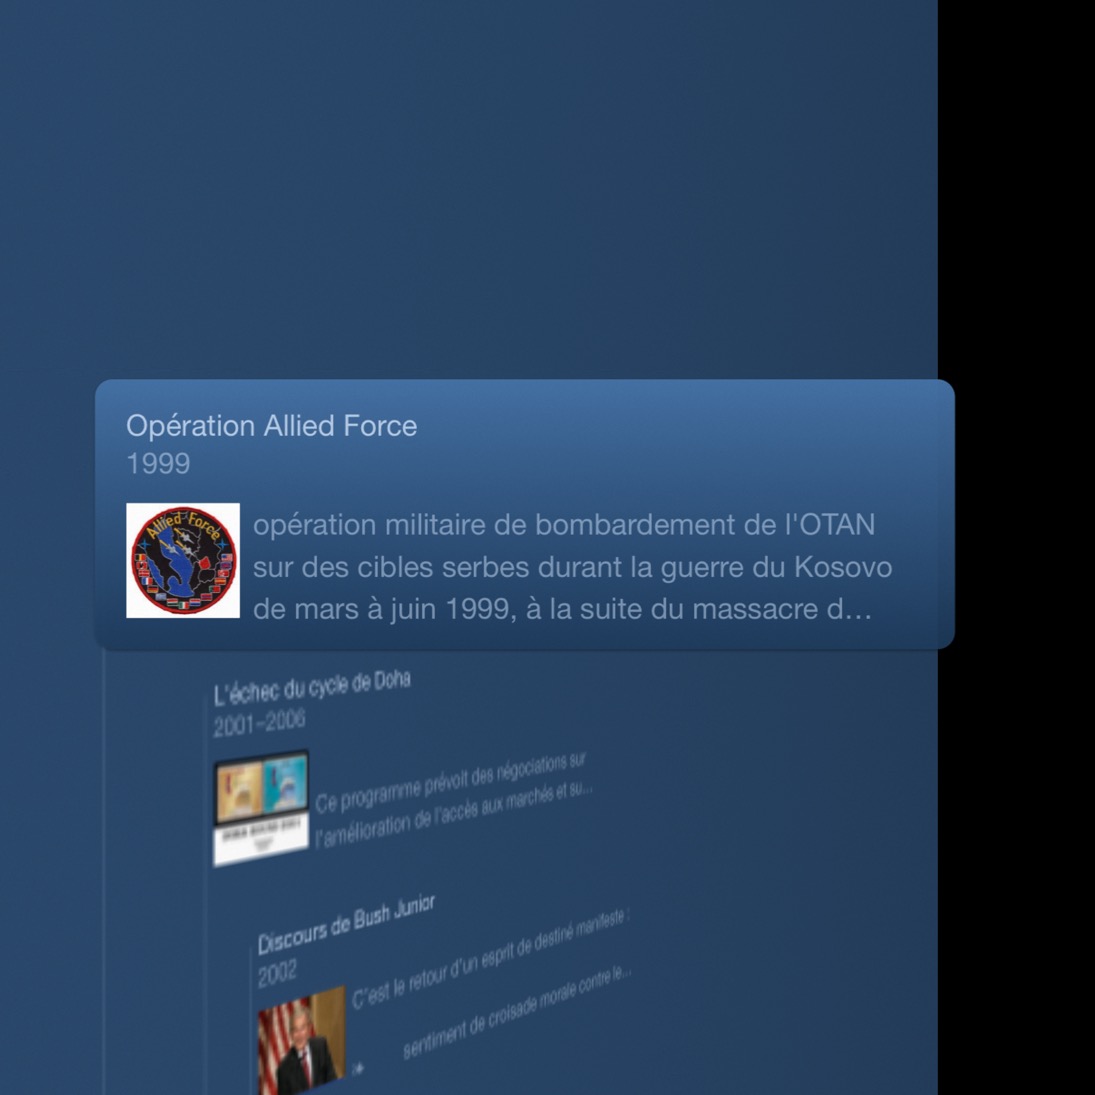 Opération Allied Force
1999
Allied Force
opération militaire de bombardement de l'OTAN
sur des cibles serbes durant la guerre du Kosovo
de mars à juin 1999, à la suite du massacre d…
L'échec du cycle de Doha
2001–2006
Ce programme prévoit des négociations sur
l'amélioration de l'accès aux marchés et su…
Discours de Bush Junior
2002
C'est le retour d'un esprit de destiné manifeste :
sentiment de croisade morale contre le…